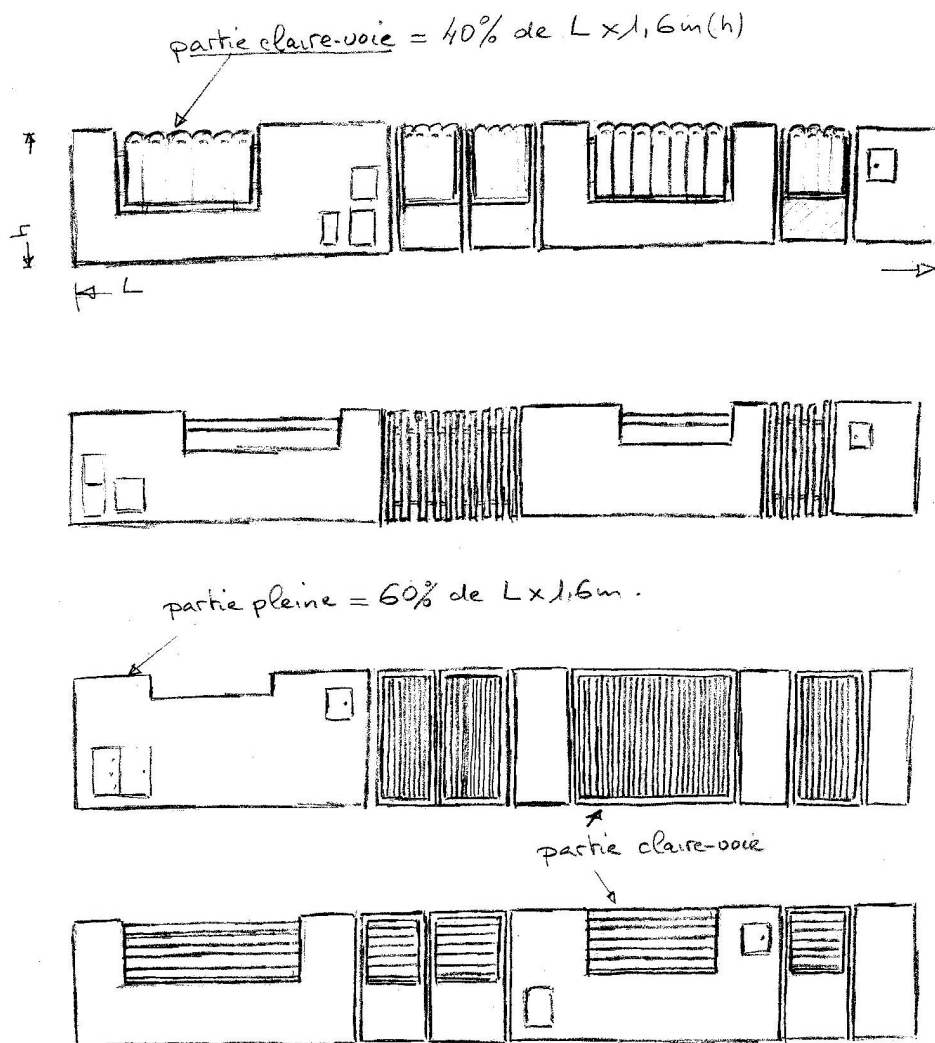 partie claire-voie = 40% de L x 1,6m(h)
h
L
partie pleine = 60% de L x 1,6m.
partie claire-voie